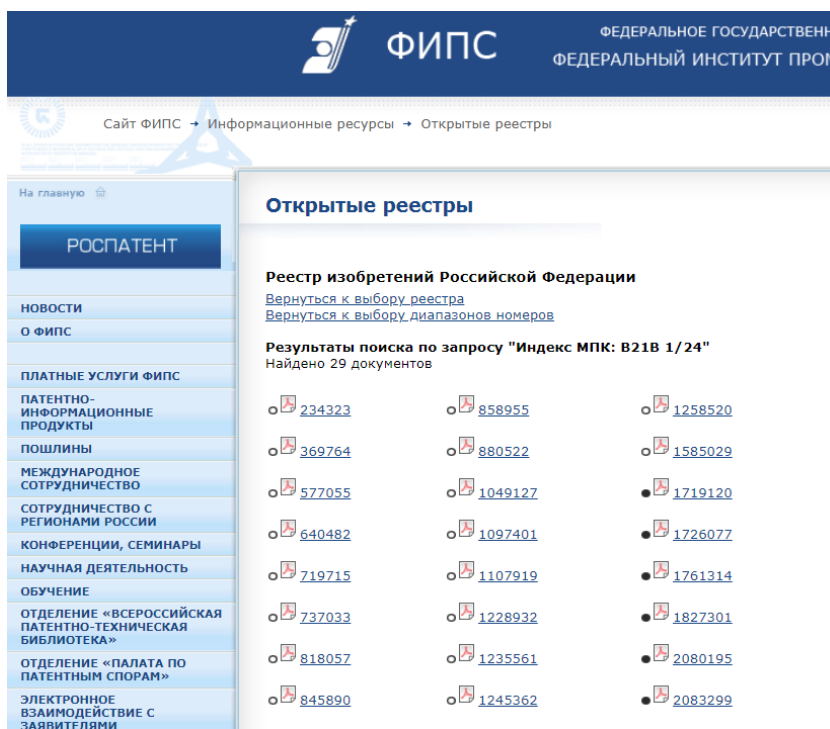 ФИПС
ФЕДЕРАЛЬНОЕ ГОСУДАРСТВЕНН
ФЕДЕРАЛЬНЫЙ ИНСТИТУТ ПРОМ
Сайт ФИПС → Информационные ресурсы → Открытые реестры
На главную
РОСПАТЕНТ
НОВОСТИ
О ФИПС
ПЛАТНЫЕ УСЛУГИ ФИПС
ПАТЕНТНО-
ИНФОРМАЦИОННЫЕ
ПРОДУКТЫ
ПОШЛИНЫ
МЕЖДУНАРОДНОЕ
СОТРУДНИЧЕСТВО
СОТРУДНИЧЕСТВО С
РЕГИОНАМИ РОССИИ
КОНФЕРЕНЦИИ, СЕМИНАРЫ
НАУЧНАЯ ДЕЯТЕЛЬНОСТЬ
ОБУЧЕНИЕ
ОТДЕЛЕНИЕ «ВСЕРОССИЙСКАЯ
ПАТЕНТНО-ТЕХНИЧЕСКАЯ
БИБЛИОТЕКА»
ОТДЕЛЕНИЕ «ПАЛАТА ПО
ПАТЕНТНЫМ СПОРАМ»
ЭЛЕКТРОННОЕ
ВЗАИМОДЕЙСТВИЕ С
ЗАЯВИТЕЛЯМИ
Открытые реестры
Реестр изобретений Российской Федерации
Вернуться к выбору реестра
Вернуться к выбору диапазонов номеров
Результаты поиска по запросу "Индекс МПК: B21B 1/24"
Найдено 29 документов
234323 858955 1258520
369764 880522 1585029
577055 1049127 1719120
640482 1097401 1726077
719715 1107919 1761314
737033 1228932 1827301
818057 1235561 2080195
845890 1245362 2083299